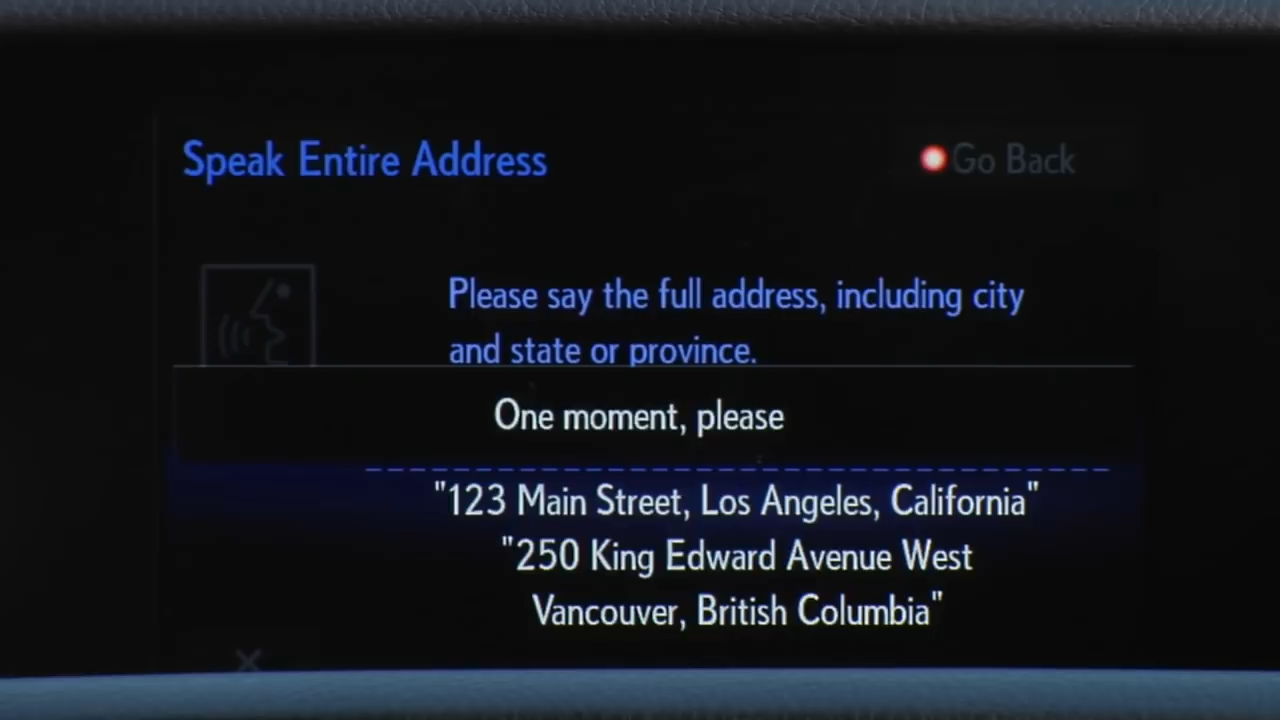 Speak Entire Address
Go Back
Please say the full address, including city
and state or province.
One moment, please
"123 Main Street, Los Angeles, California"
"250 King Edward Avenue West
Vancouver, British Columbia"